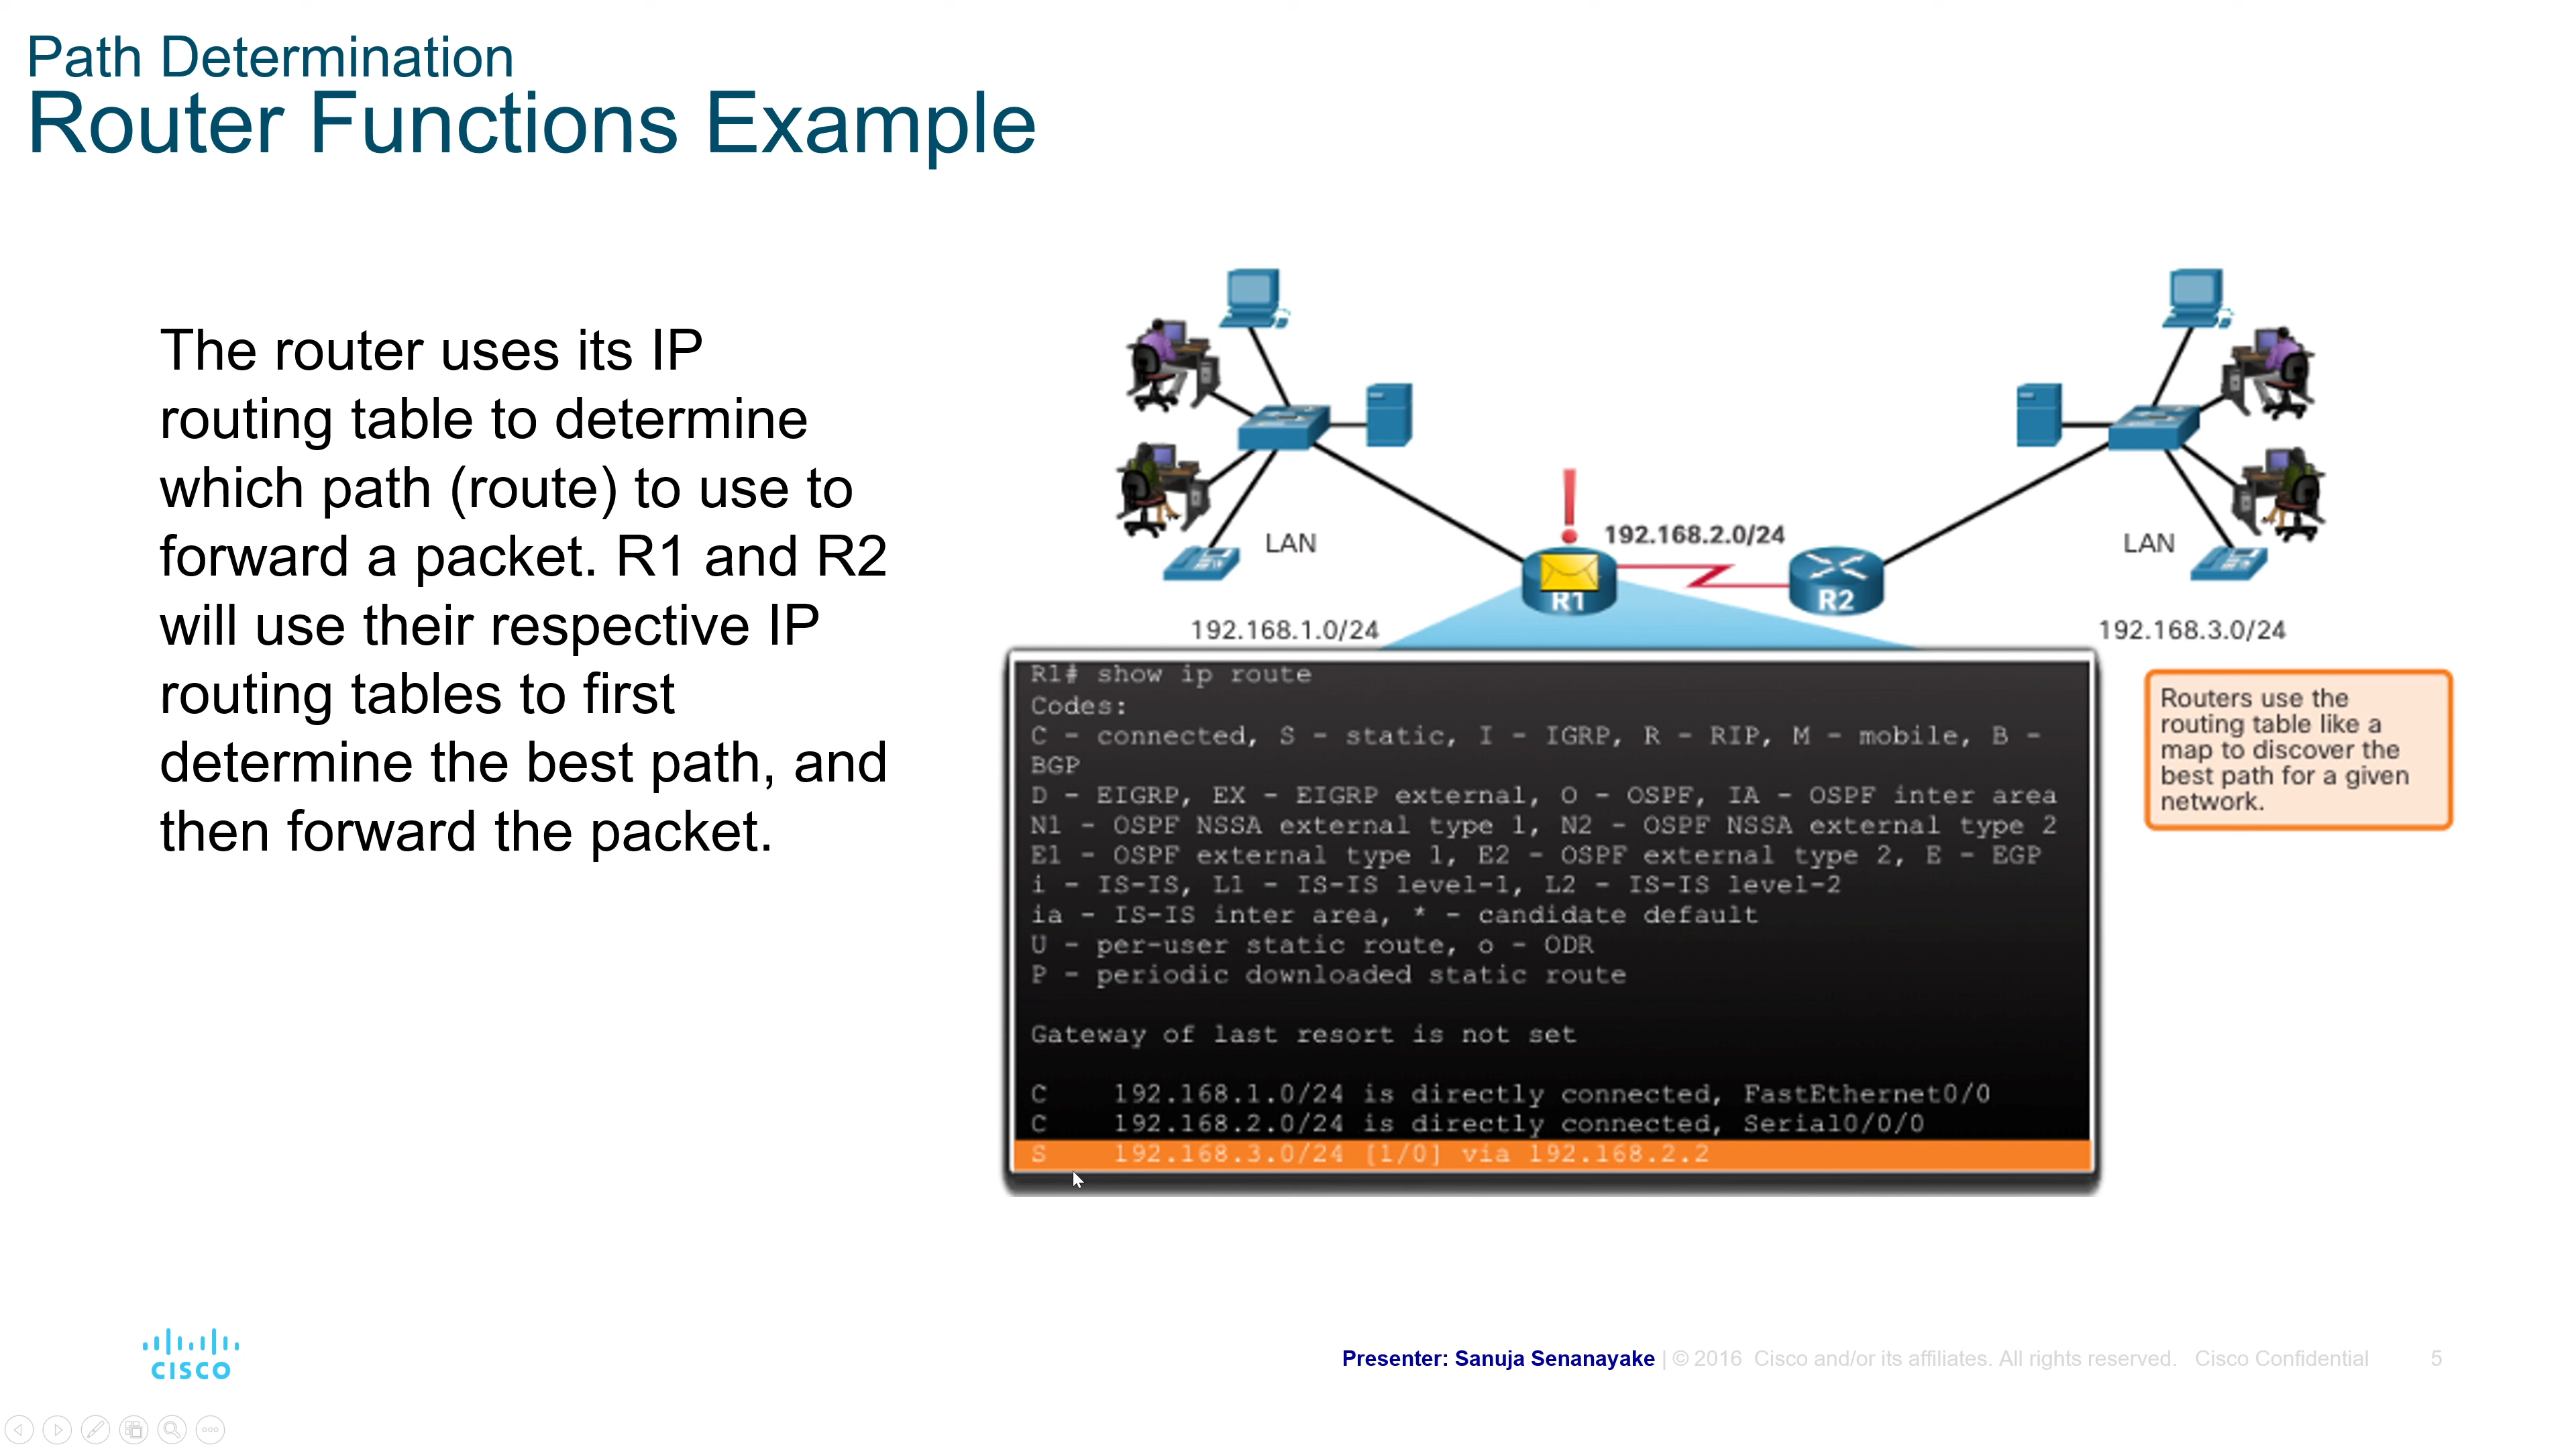 Path Determination
Router Functions Example
The router uses its IP
routing table to determine
which path (route) to use to
forward a packet. R1 and R2
will use their respective IP
routing tables to first
determine the best path, and
then forward the packet.
LAN
192.168.2.0/24
LAN
R1
R2
192.168.1.0/24
192.168.3.0/24
R1# show ip route
Codes:
C - connected, S - static, I - IGRP, R - RIP, M - mobile, B -
BGP
D - EIGRP, EX - EIGRP external, O - OSPF, IA - OSPF inter area
N1 - OSPF NSSA external type 1, N2 - OSPF NSSA external type 2
E1 - OSPF external type 1, E2 - OSPF external type 2, E - EGP
i - IS-IS, L1 - IS-IS level-1, L2 - IS-IS level-2
ia - IS-IS inter area, * - candidate default
U - per-user static route, o - ODR
P - periodic downloaded static route
Gateway of last resort is not set
C 192.168.1.0/24 is directly connected, FastEthernet0/0
C 192.168.2.0/24 is directly connected, Serial0/0/0
S 192.168.3.0/24 [1/0] via 192.168.2.2
Routers use the
routing table like a
map to discover the
best path for a given
network.
CISCO
Presenter: Sanuja Senanayake | © 2016 Cisco and/or its affiliates. All rights reserved. Cisco Confidential 5